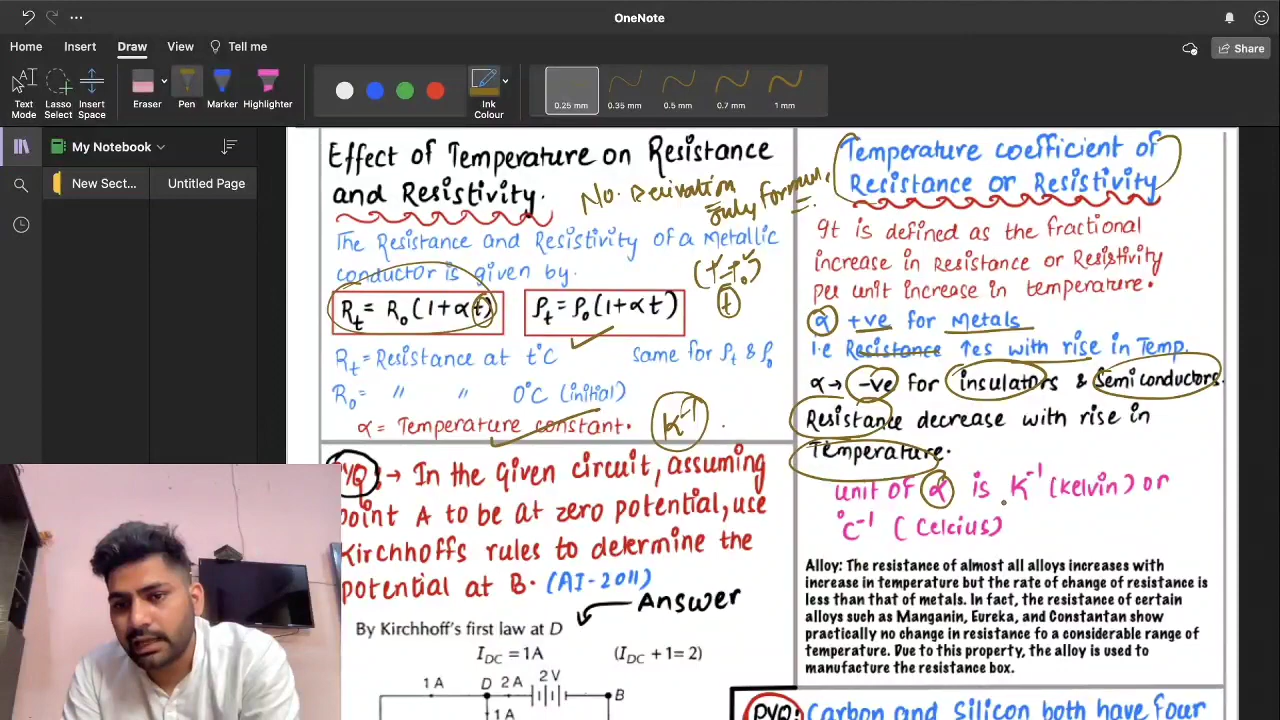 OneNote
Home
Insert
Draw
View
Tell me
Share
Text Mode
Lasso Select
Insert Space
Eraser
Pen
Marker
Highlighter
Ink Colour
0.25 mm
0.35 mm
0.5 mm
0.7 mm
1 mm
My Notebook
New Sect...
Untitled Page
Effect of Temperature on Resistance
and Resistivity.
No. Derivation
only formula,
The Resistance and Resistivity of a Metallic
conductor is given by.
(t-t₀)
t
Rt = R₀(1+αt)
ρt = ρ₀(1+αt)
Rt = Resistance at t°C same for ρt & ρ₀
R₀ = " " 0°C (initial)
α = Temperature constant.
K⁻¹
PYQ:→ In the given circuit, assuming
point A to be at zero potential, use
Kirchhoffs rules to determine the
potential at B. (AI-2011)
Answer
By Kirchhoff's first law at D
I_DC = 1A (I_DC + 1 = 2)
1 A D 2 A 2 V B
1 A
Temperature coefficient of
Resistance or Resistivity
It is defined as the fractional
increase in Resistance or Resistivity
per unit increase in temperature.
α +ve for Metals
i.e Resistance ↑es with rise in Temp.
α→ -ve for insulators & Semi conductors.
Resistance decrease with rise in
Temperature.
unit of α is K⁻¹ (Kelvin) or
°C⁻¹ (Celcius)
Alloy: The resistance of almost all alloys increases with
increase in temperature but the rate of change of resistance is
less than that of metals. In fact, the resistance of certain
alloys such as Manganin, Eureka, and Constantan show
practically no change in resistance fo a considerable range of
temperature. Due to this property, the alloy is used to
manufacture the resistance box.
PYQ: Carbon and Silicon both have four